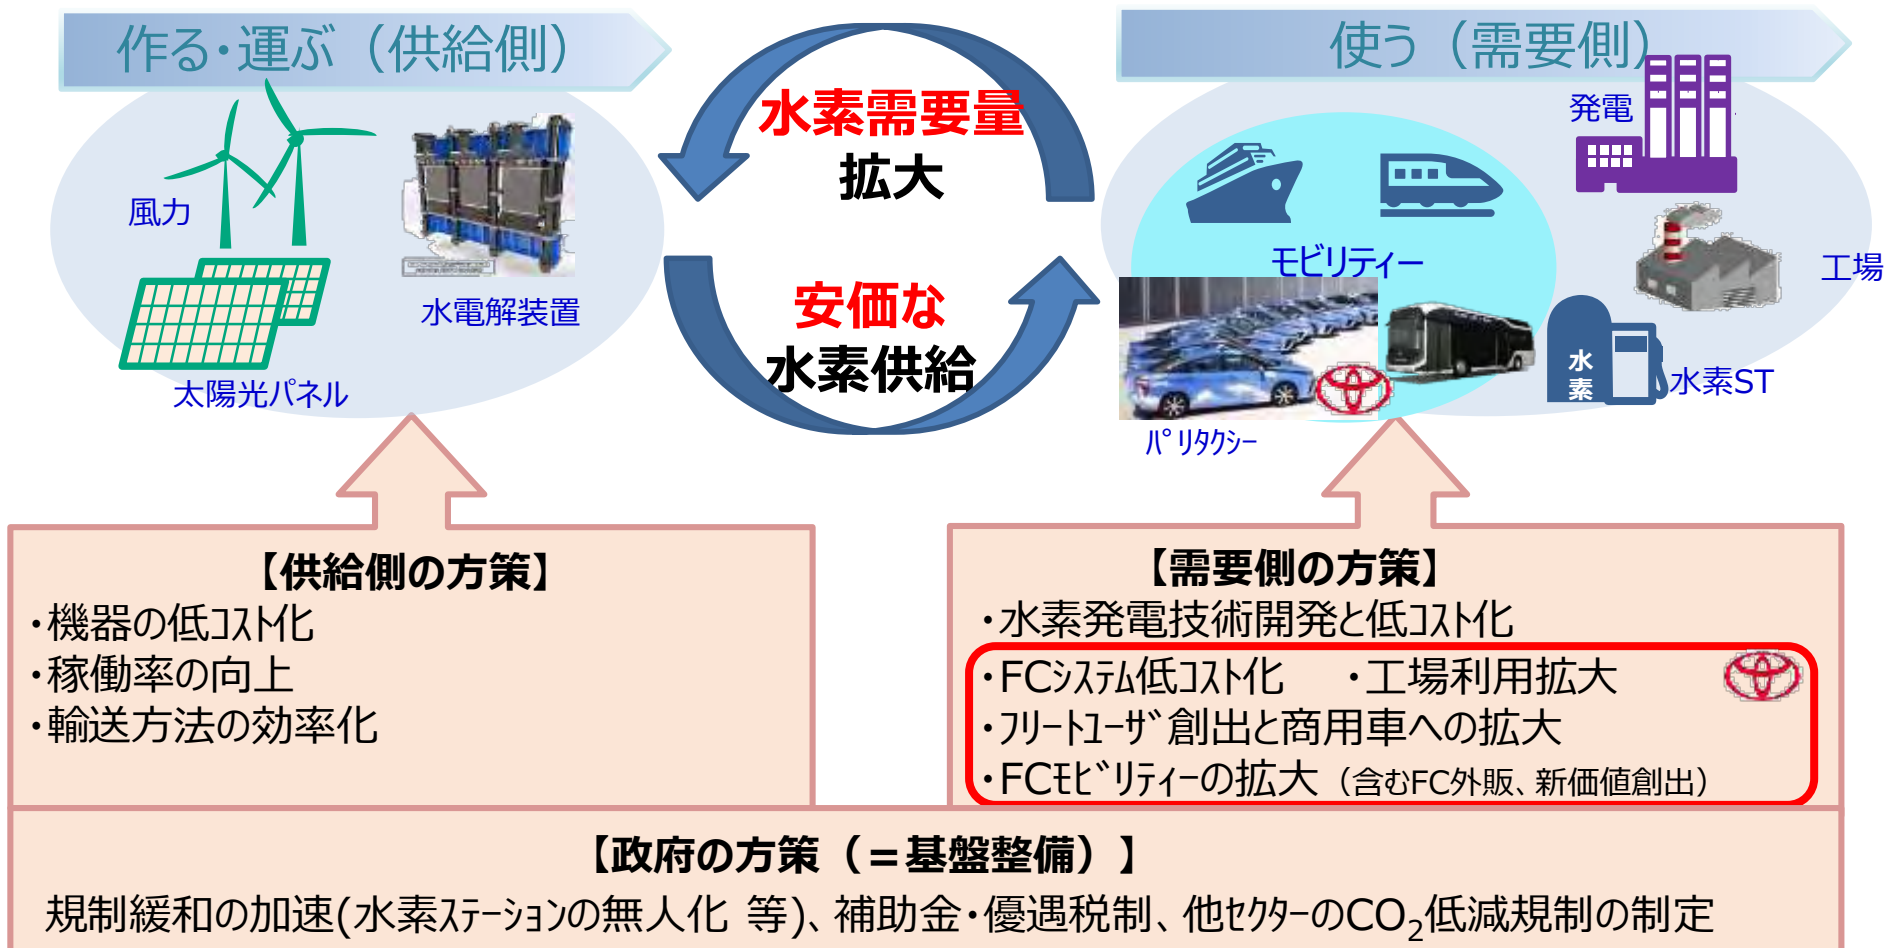 作る・運ぶ（供給側）
使う（需要側）
水素需要量
拡大
安価な
水素供給
風力
水電解装置
太陽光パネル
発電
モビリティー
工場
水素
水素ST
ﾊﾟﾘﾀｸｼｰ
【供給側の方策】
・機器の低ｺｽﾄ化
・稼働率の向上
・輸送方法の効率化
【需要側の方策】
・水素発電技術開発と低ｺｽﾄ化
・FCｼｽﾃﾑ低ｺｽﾄ化　・工場利用拡大
・ﾌﾘｰﾄﾕｰｻﾞ創出と商用車への拡大
・FCﾓﾋﾞﾘﾃｨｰの拡大（含むFC外販、新価値創出）
【政府の方策（＝基盤整備）】
規制緩和の加速(水素ｽﾃｰｼｮﾝの無人化 等)、補助金・優遇税制、他ｾｸﾀｰのCO₂低減規制の制定